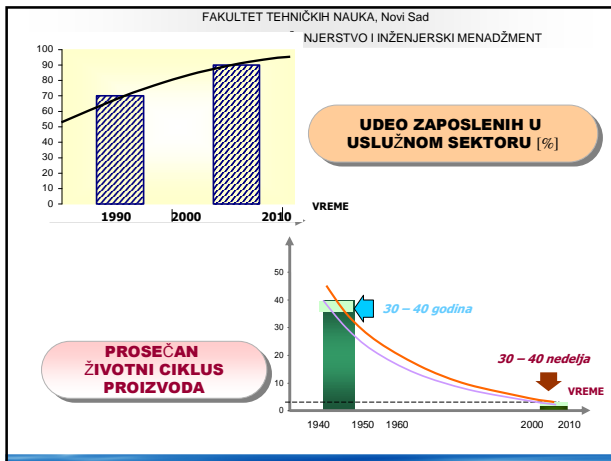 FAKULTET TEHNIČKIH NAUKA, Novi Sad
NJERSTVO I INŽENJERSKI MENADŽMENT
100
90
80
70
60
50
40
30
20
10
0
1990 2000 2010
VREME
UDEO ZAPOSLENIH U
USLUŽNOM SEKTORU [%]
50
40
30
20
10
0
30 – 40 godina
30 – 40 nedelja
VREME
1940 1950 1960 2000 2010
PROSEČAN
ŽIVOTNI CIKLUS
PROIZVODA